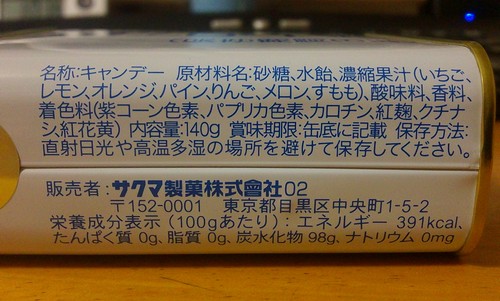 名称:キャンデー 原材料名:砂糖、水飴、濃縮果汁(いちご、
レモン、オレンジ、パイン、りんご、メロン、すもも)、酸味料、香料、
着色料(紫コーン色素、パプリカ色素、カロチン、紅麹、クチナ
シ、紅花黄) 内容量:140g 賞味期限:缶底に記載 保存方法:
直射日光や高温多湿の場所を避けて保存してください。
販売者:サクマ製菓株式會社02
〒152-0001 東京都目黒区中央町1-5-2
栄養成分表示(100gあたり):エネルギー 391kcal、
たんぱく質 0g、脂質 0g、炭水化物 98g、ナトリウム 0mg